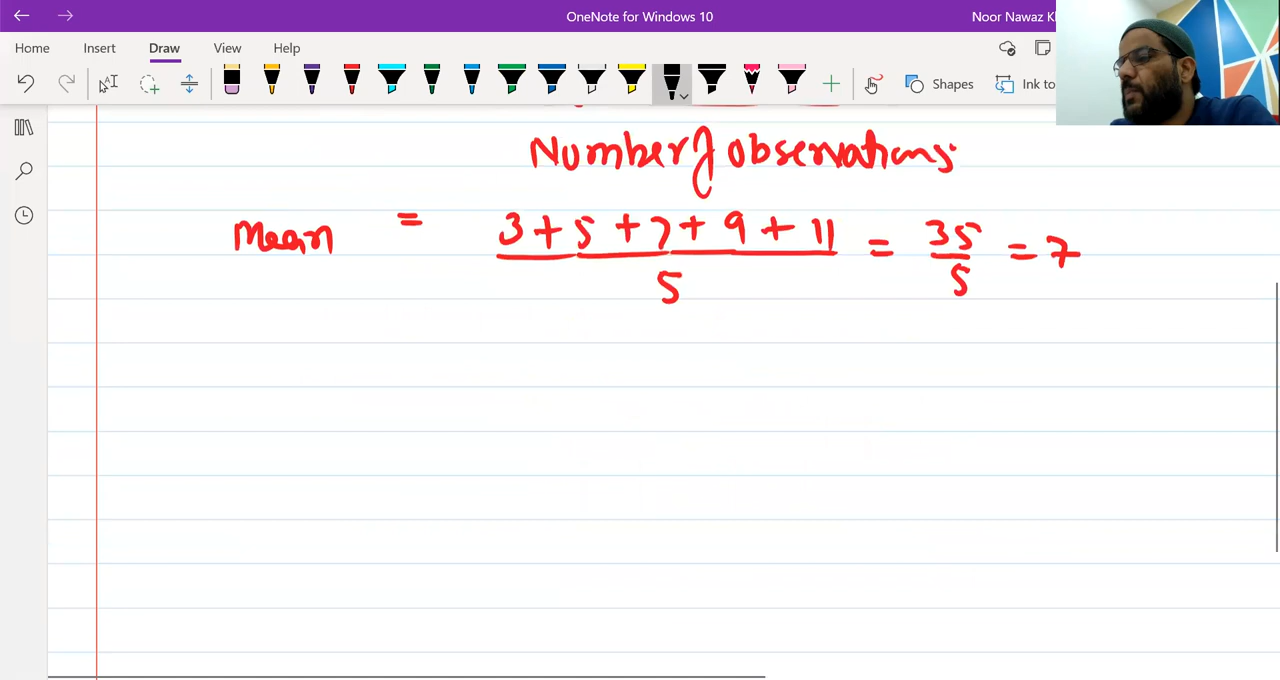 OneNote for Windows 10
Noor Nawaz Kh
Home Insert Draw View Help
Shapes Ink to
Number of observations
Mean = 3 + 5 + 7 + 9 + 11 / 5 = 35 / 5 = 7